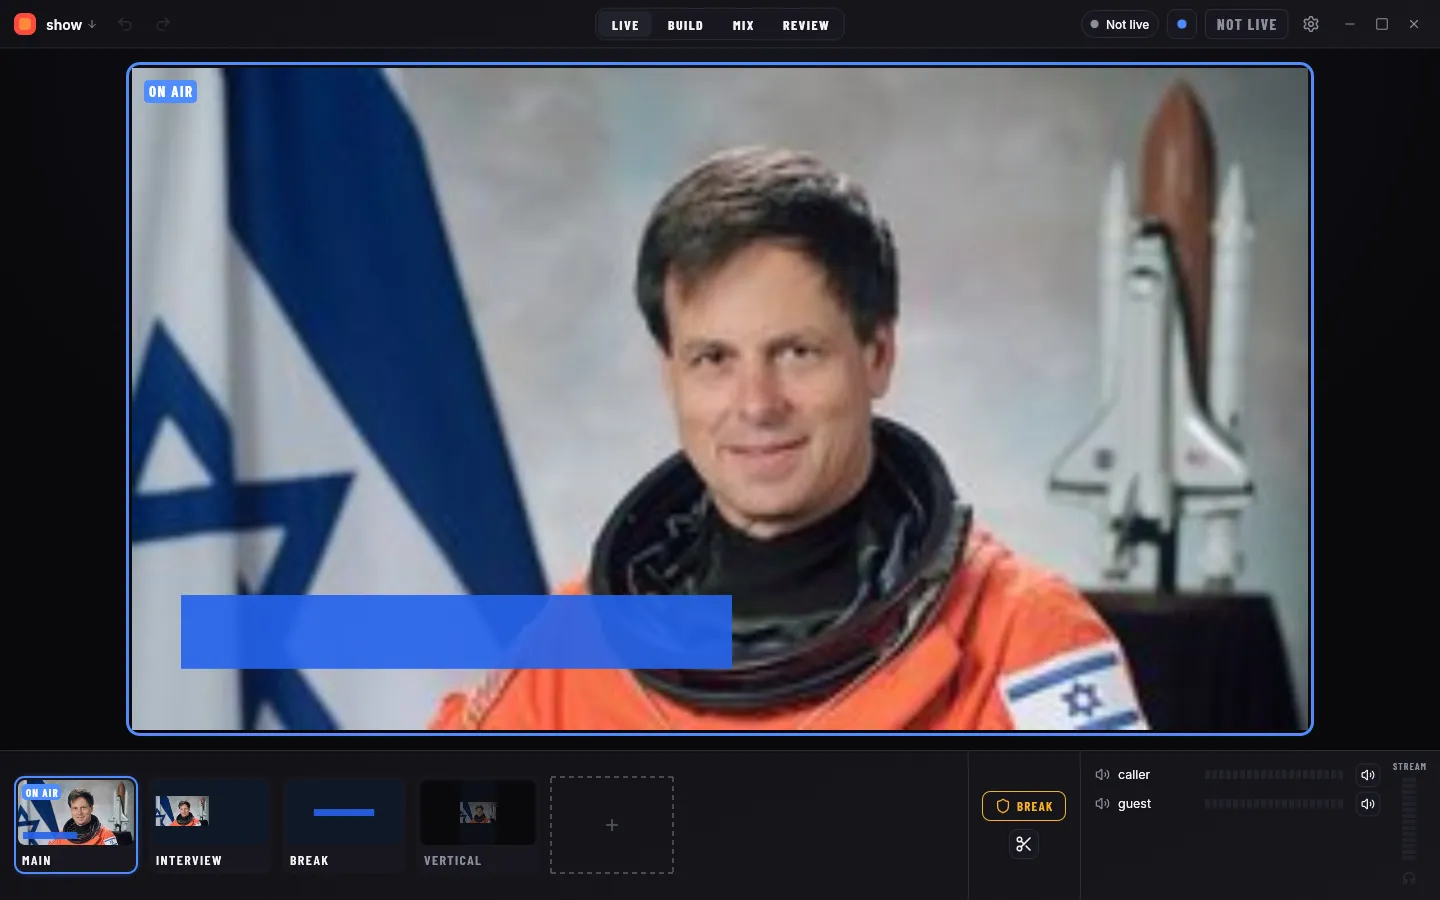 show
LIVE
BUILD
MIX
REVIEW
Not live
NOT LIVE
ON AIR
ON AIR
MAIN
INTERVIEW
BREAK
VERTICAL
BREAK
caller
guest
STREAM